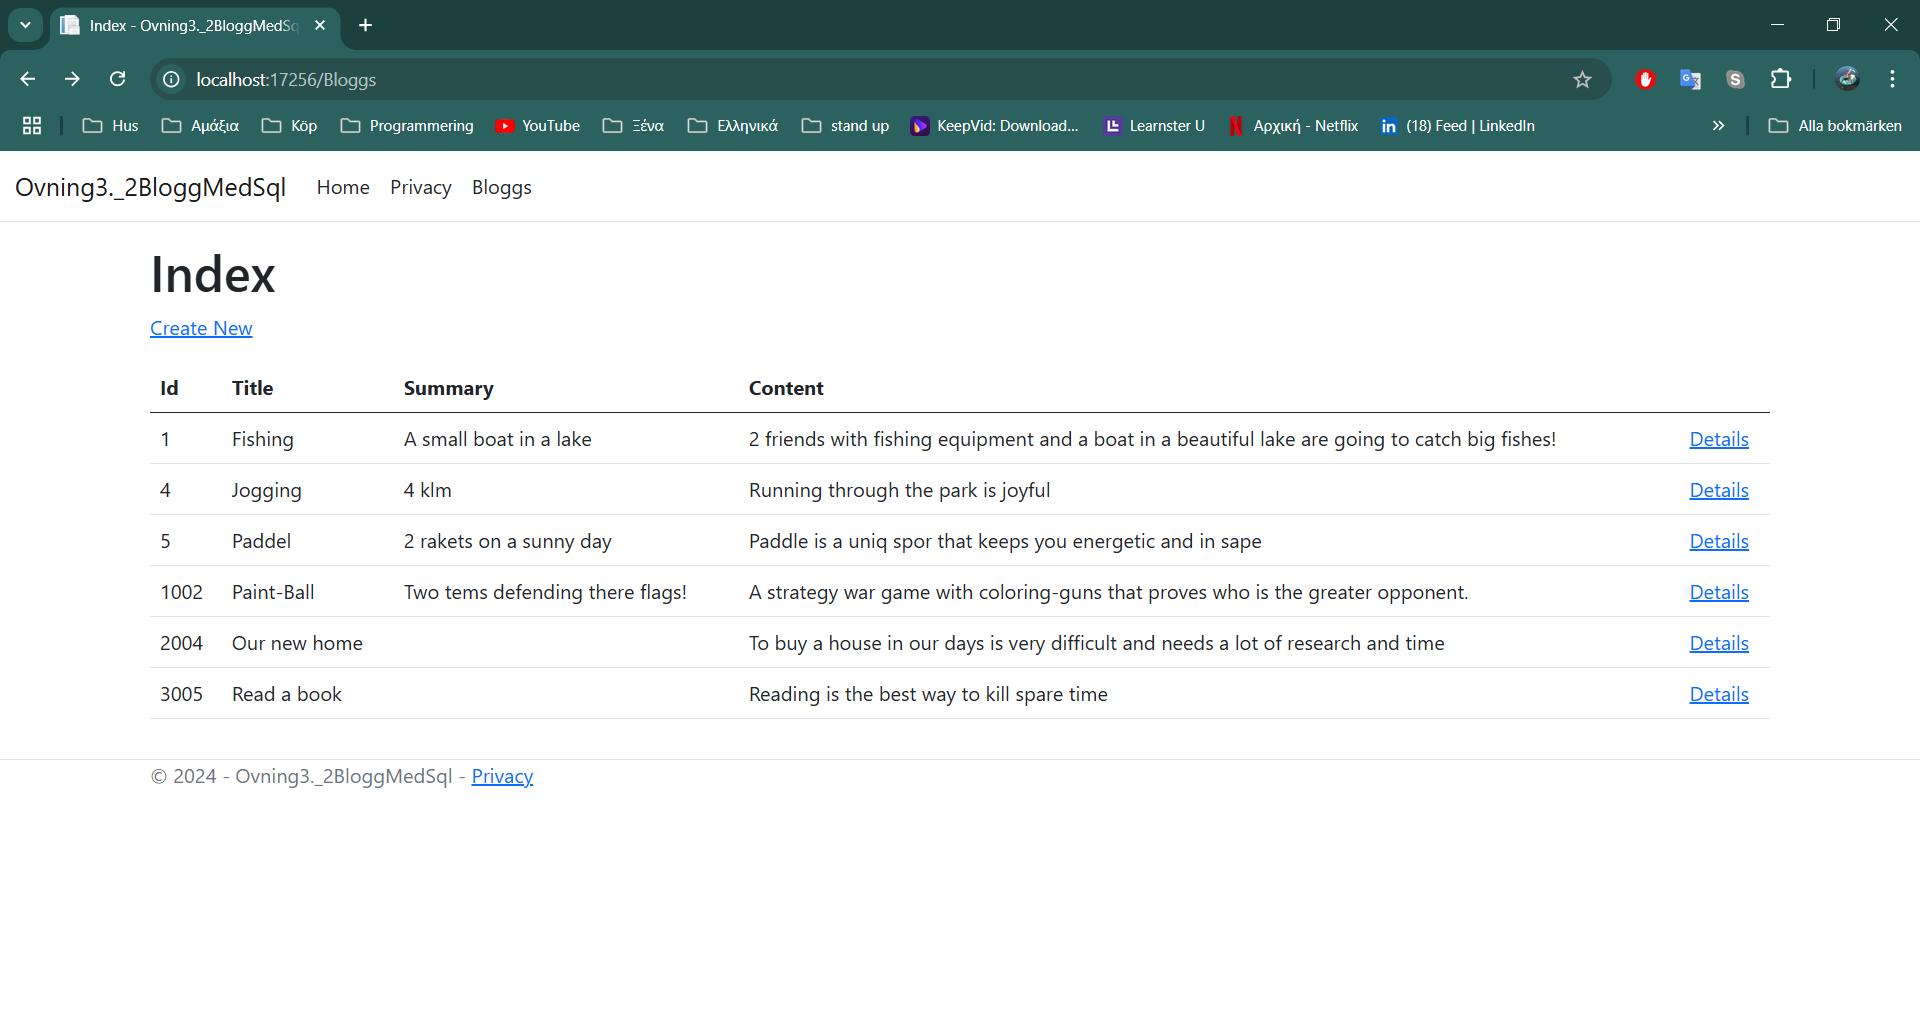 Index - Ovning3._2BloggMedSq
localhost:17256/Bloggs
Hus Αμάξια Köp Programmering YouTube Ξένα Ελληνικά stand up KeepVid: Download... Learnster U Αρχική - Netflix (18) Feed | LinkedIn Alla bokmärken
Ovning3._2BloggMedSql Home Privacy Bloggs
Index
Create New
Id Title Summary Content
1 Fishing A small boat in a lake 2 friends with fishing equipment and a boat in a beautiful lake are going to catch big fishes! Details
4 Jogging 4 klm Running through the park is joyful Details
5 Paddel 2 rakets on a sunny day Paddle is a uniq spor that keeps you energetic and in sape Details
1002 Paint-Ball Two tems defending there flags! A strategy war game with coloring-guns that proves who is the greater opponent. Details
2004 Our new home To buy a house in our days is very difficult and needs a lot of research and time Details
3005 Read a book Reading is the best way to kill spare time Details
© 2024 - Ovning3._2BloggMedSql - Privacy